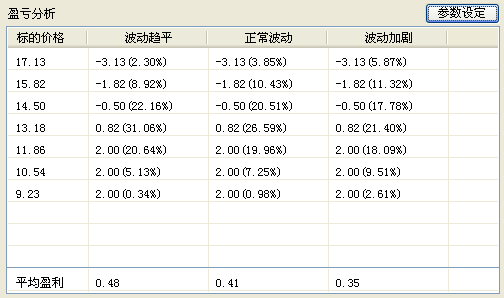 盈亏分析 参数设定
标的价格 波动趋平 正常波动 波动加剧
17.13 -3.13(2.30%) -3.13(3.85%) -3.13(5.87%)
15.82 -1.82(8.92%) -1.82(10.43%) -1.82(11.32%)
14.50 -0.50(22.16%) -0.50(20.51%) -0.50(17.78%)
13.18 0.82(31.06%) 0.82(26.59%) 0.82(21.40%)
11.86 2.00(20.64%) 2.00(19.96%) 2.00(18.09%)
10.54 2.00(5.13%) 2.00(7.25%) 2.00(9.51%)
9.23 2.00(0.34%) 2.00(0.98%) 2.00(2.61%)
平均盈利 0.48 0.41 0.35